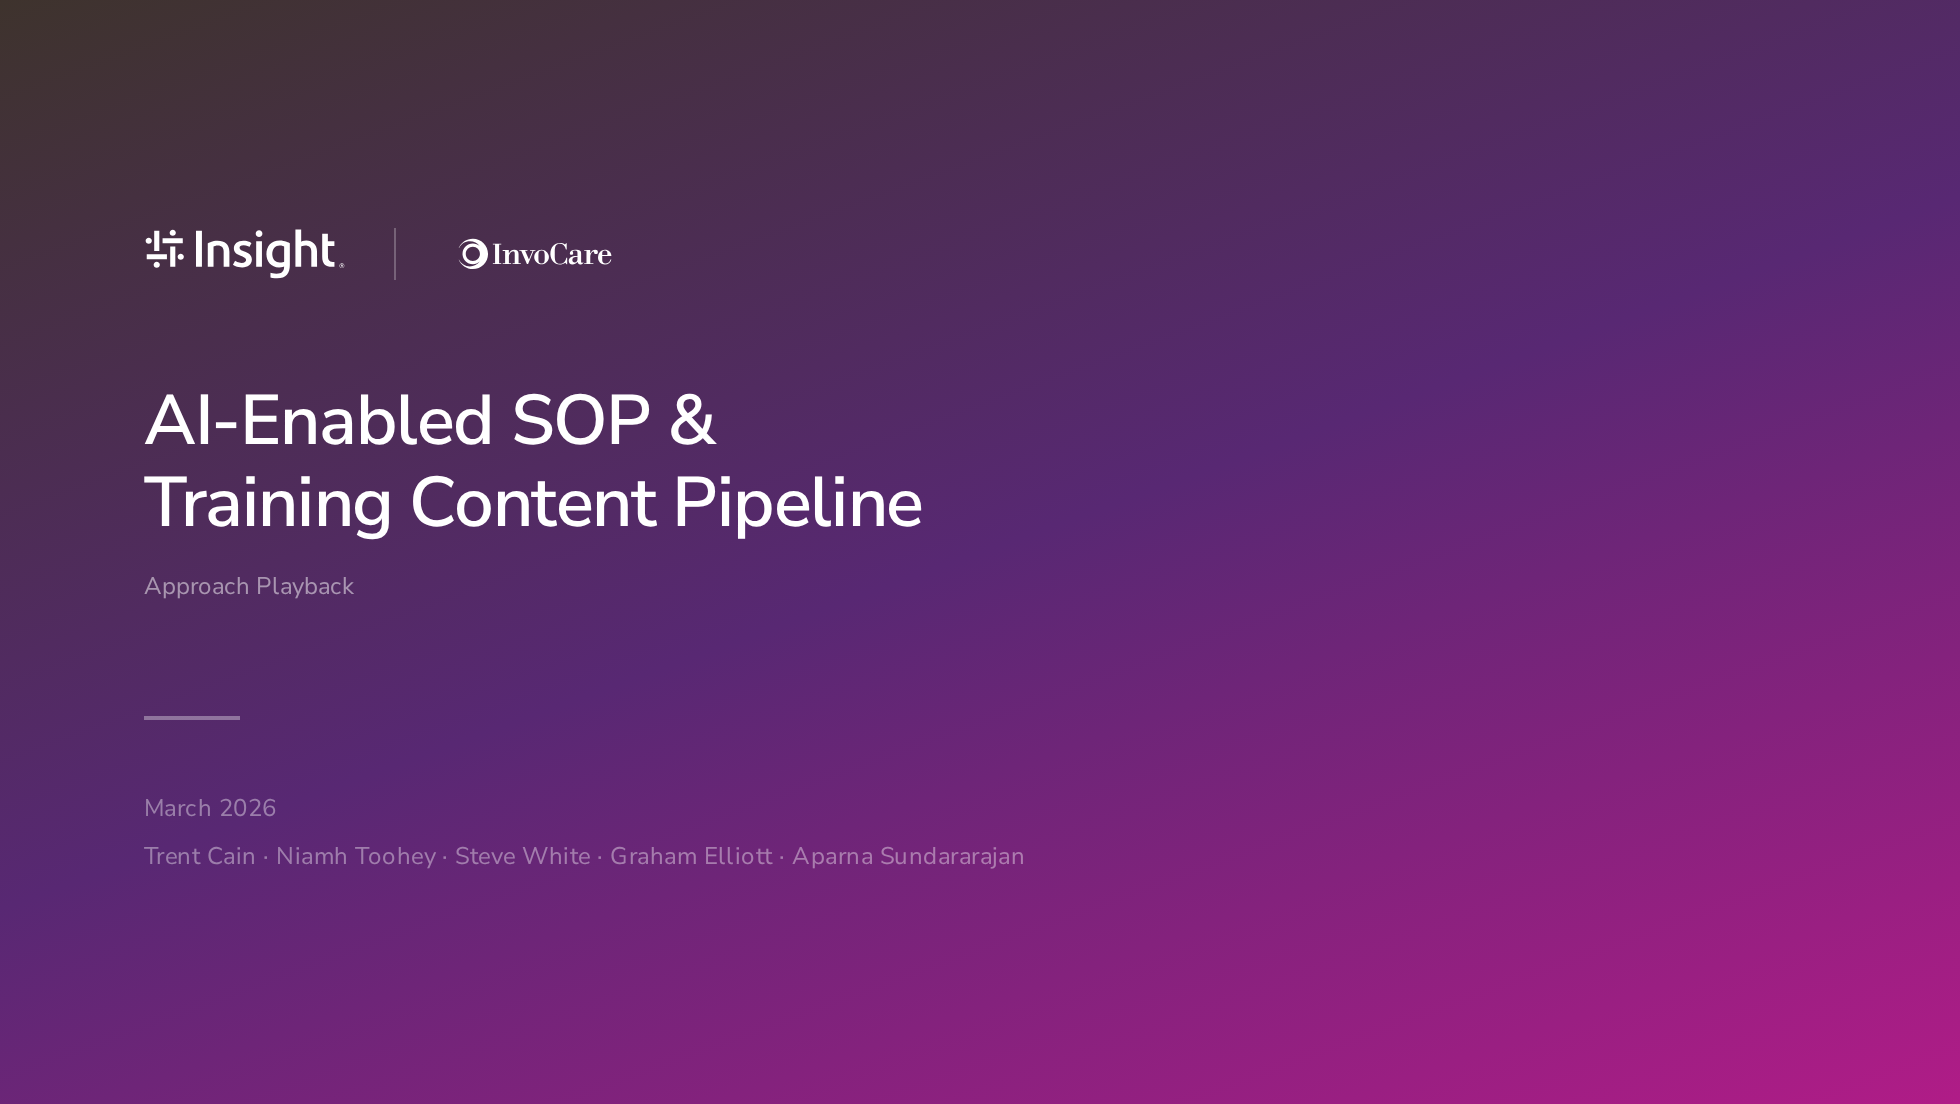 Insight®
InvoCare
AI-Enabled SOP &
Training Content Pipeline
Approach Playback
March 2026
Trent Cain · Niamh Toohey · Steve White · Graham Elliott · Aparna Sundararajan